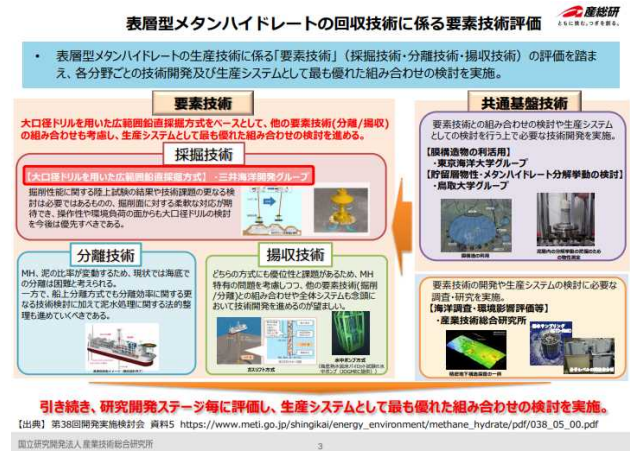 表層型メタンハイドレートの回収技術に係る要素技術評価
産総研
ともに挑む。つぎを創る。
• 表層型メタンハイドレートの生産技術に係る「要素技術」（採掘技術・分離技術・揚収技術）の評価を踏ま
え、各分野ごとの技術開発及び生産システムとして最も優れた組み合わせの検討を実施。
要素技術
大口径ドリルを用いた広範囲鉛直採掘方式をベースとして、他の要素技術(分離/揚収)
の組み合わせも考慮し、生産システムとして最も優れた組み合わせの検討を進める。
採掘技術
【大口径ドリルを用いた広範囲鉛直採掘方式】・三井海洋開発グループ
掘削性能に関する陸上試験の結果や技術課題の更なる検
討は必要ではあるものの、掘削面に対する柔軟な対応が期
待でき、操作性や環境負荷の面からも大口径ドリルの検討
を今後は優先すべきである。
分離技術
MH、泥の比率が変動するため、現状では海底で
の分離は困難と考えられる。
一方で、船上分離方式でも分離効率に関する更
なる技術検討に加えて泥水処理に関する法的整
理も進めていいくべきである。
揚収技術
どちらの方式にも優位性と課題があるため、MH
特有の問題を考慮しつつ、他の要素技術(掘削
/分離)との組み合わせや全体システムも念頭に
おいて技術開発を進めるのが望ましい。
ガスリフト方式
水中ポンプ方式
共通基盤技術
要素技術との組み合わせの検討や生産システム
としての検討を行う上で必要な技術開発を実施。
【膜構造物の利活用】
・東京海洋大学グループ
【貯留層物性・メタンハイドレート分解挙動の検討】
・鳥取大学グループ
膜構造の利用
要素技術の開発や生産システムの検討に必要な
調査・研究を実施。
【海洋調査・環境影響評価等】
・産業技術総合研究所
引き続き、研究開発ステージ毎に評価し、生産システムとして最も優れた組み合わせの検討を実施。
【出典】第38回開発実施検討会 資料5 https://www.meti.go.jp/shingikai/energy_environment/methane_hydrate/pdf/038_05_00.pdf
国立研究開発法人産業技術総合研究所
3